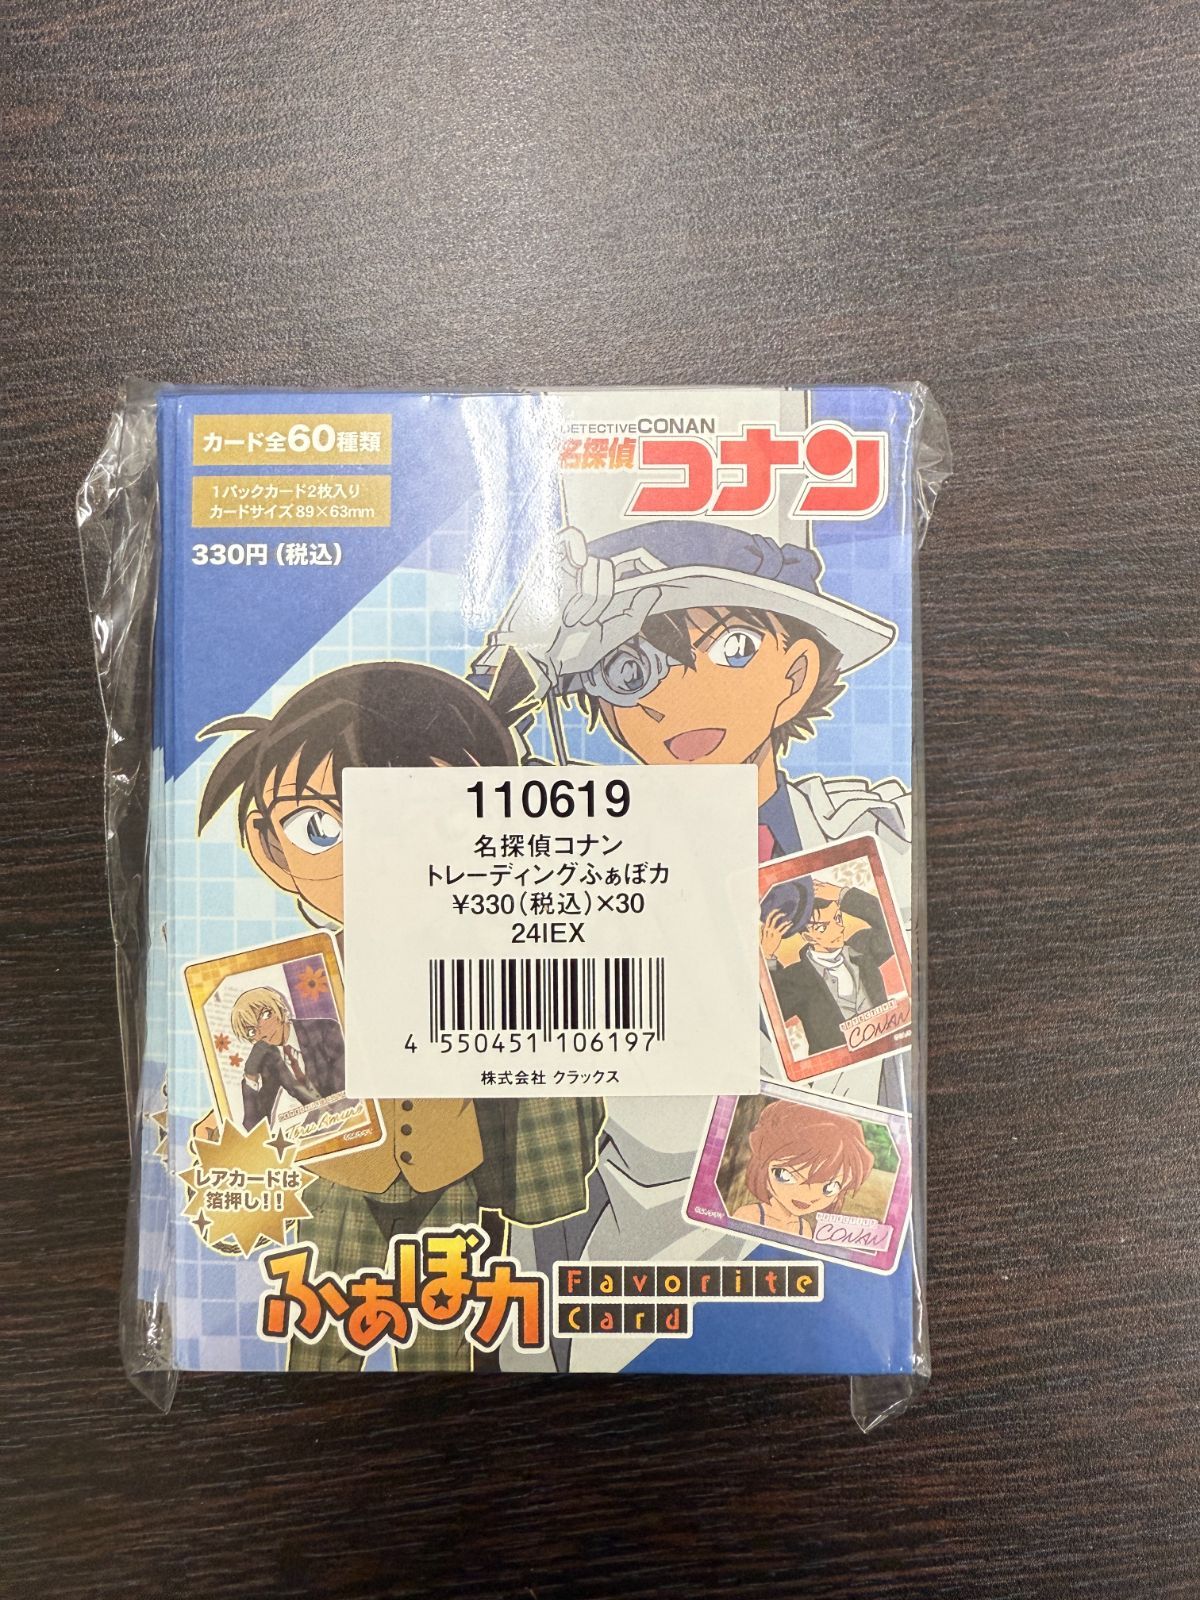 カード全60種類
1パックカード2枚入り
カードサイズ 89×63mm
330円(税込)
DETECTIVE CONAN
名探偵
コナン
110619
名探偵コナン
トレーディングふぁぼカ
¥330(税込)×30
24IEX
4 550451 106197
株式会社 クラックス
CONAN
CONAN
レアカードは
箔押し!!
ふぁぼカ
Favorite
Card